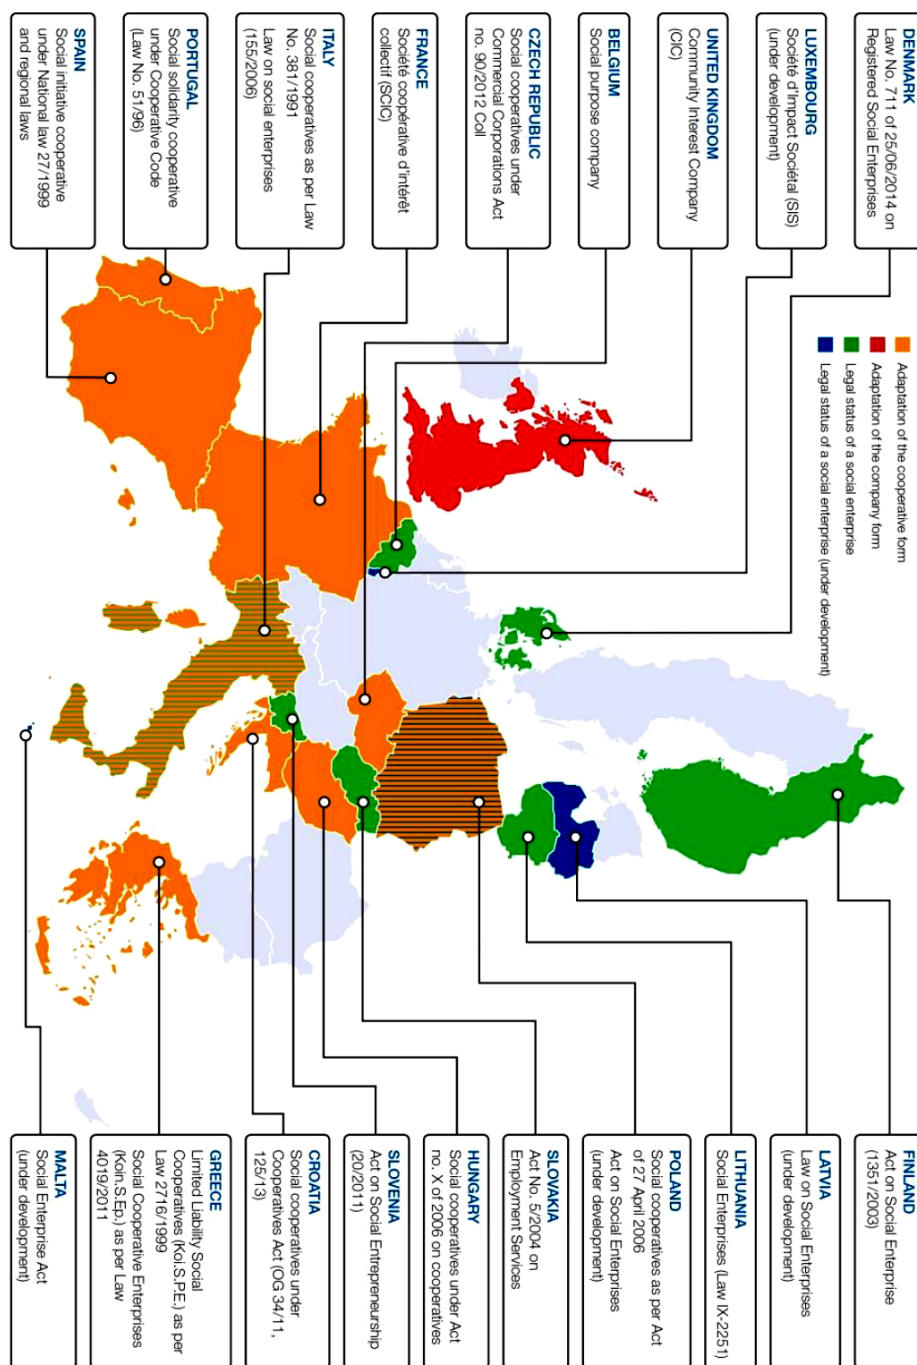 DENMARK
Law No. 711 of 25/06/2014 on
Registered Social Enterprises
LUXEMBOURG
Société d'Impact Sociétal (SIS)
(under development)
UNITED KINGDOM
Community Interest Company
(CIC)
BELGIUM
Social purpose company
CZECH REPUBLIC
Social cooperatives under
Commercial Corporations Act
no. 90/2012 Coll
FRANCE
Société coopérative d'intérêt
collectif (SCIC)
ITALY
Social cooperatives as per Law
No. 381/1991
Law on social enterprises
(155/2006)
PORTUGAL
Social solidarity cooperative
under Cooperative Code
(Law No. 51/96)
SPAIN
Social initiative cooperative
under National law 27/1999
and regional laws
Adaptation of the cooperative form
Adaptation of the company form
Legal status of a social enterprise
Legal status of a social enterprise (under development)
FINLAND
Act on Social Enterprise
(1351/2003)
LATVIA
Law on Social Enterprises
(under development)
LITHUANIA
Social Enterprises (Law IX-2251)
POLAND
Social cooperatives as per Act
of 27 April 2006
Act on Social Enterprises
(under development)
SLOVAKIA
Act No. 5/2004 on
Employment Services
HUNGARY
Social cooperatives under Act
no. X of 2006 on cooperatives
SLOVENIA
Act on Social Entrepreneurship
(20/2011)
CROATIA
Social cooperatives under
Cooperatives Act (OG 34/11,
125/13)
GREECE
Limited Liability Social
Cooperatives (Koi.S.P.E.) as per
Law 2716/1999
Social Cooperative Enterprises
(Koin.S.Ep.) as per Law
4019/2011
MALTA
Social Enterprise Act
(under development)